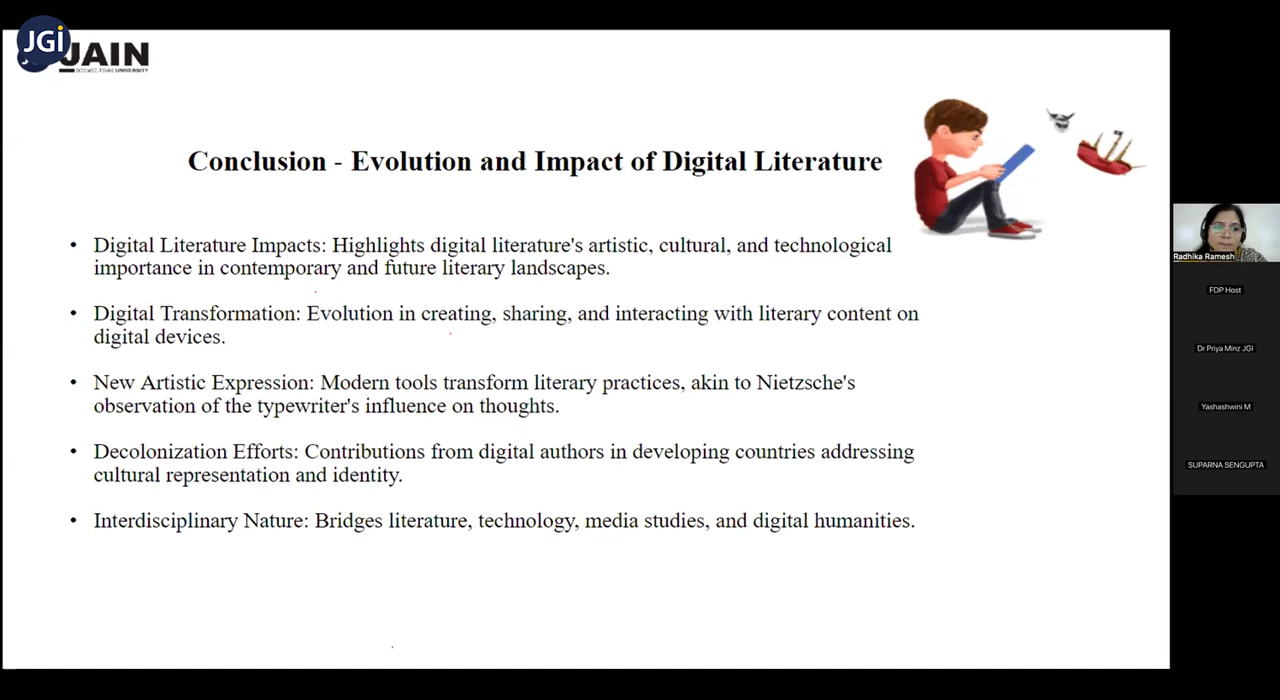 JGi
JAIN
UNIVERSITY
Conclusion - Evolution and Impact of Digital Literature
• Digital Literature Impacts: Highlights digital literature's artistic, cultural, and technological
importance in contemporary and future literary landscapes.
• Digital Transformation: Evolution in creating, sharing, and interacting with literary content on
digital devices.
• New Artistic Expression: Modern tools transform literary practices, akin to Nietzsche's
observation of the typewriter's influence on thoughts.
• Decolonization Efforts: Contributions from digital authors in developing countries addressing
cultural representation and identity.
• Interdisciplinary Nature: Bridges literature, technology, media studies, and digital humanities.
Radhika Ramesh
FDP Host
Dr Priya Minz JGI
Yashashwini M
SUPARNA SENGUPTA